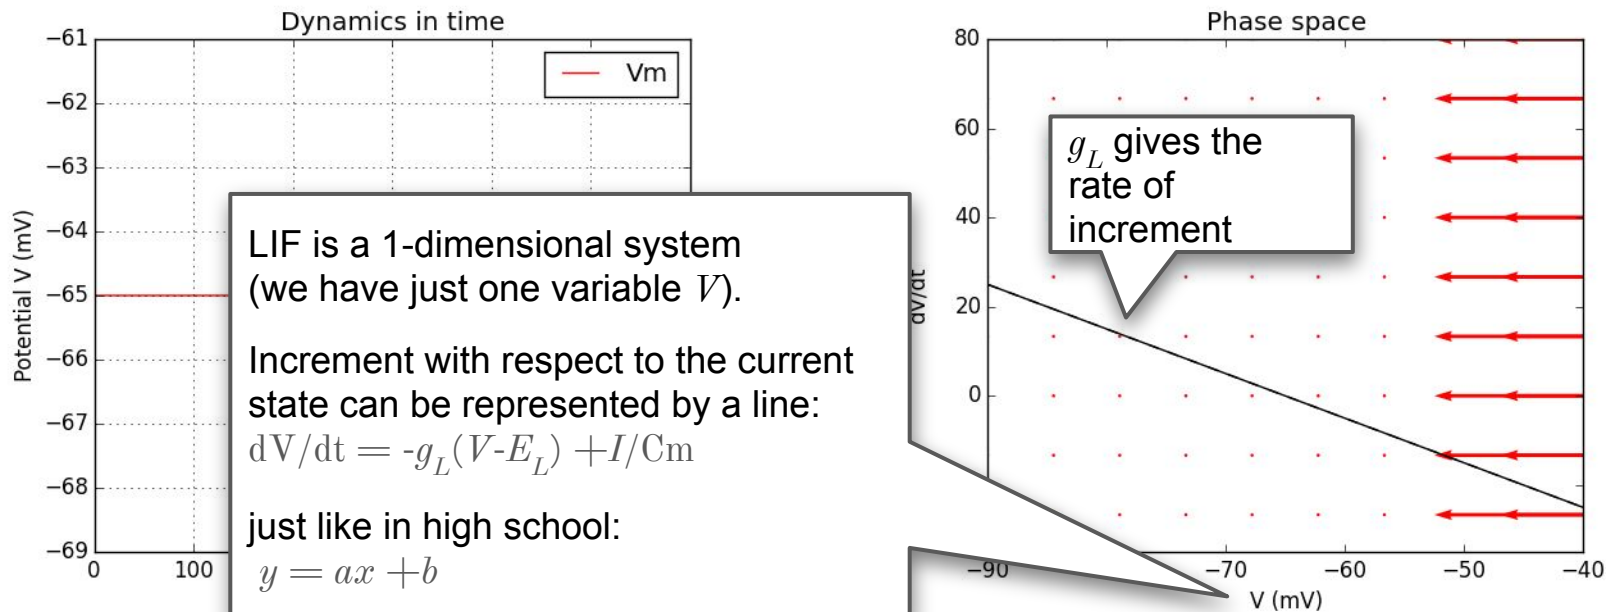 Dynamics in time
−61
−62
−63
−64
−65
−66
−67
−68
−69
Potential V (mV)
0
100
Vm
LIF is a 1-dimensional system
(we have just one variable V).
Increment with respect to the current
state can be represented by a line:
dV/dt = -g_L(V-E_L) +I/Cm
just like in high school:
y = ax +b
Phase space
80
60
40
20
0
dV/dt
g_L gives the
rate of
increment
−90
−70
−60
−50
−40
V (mV)